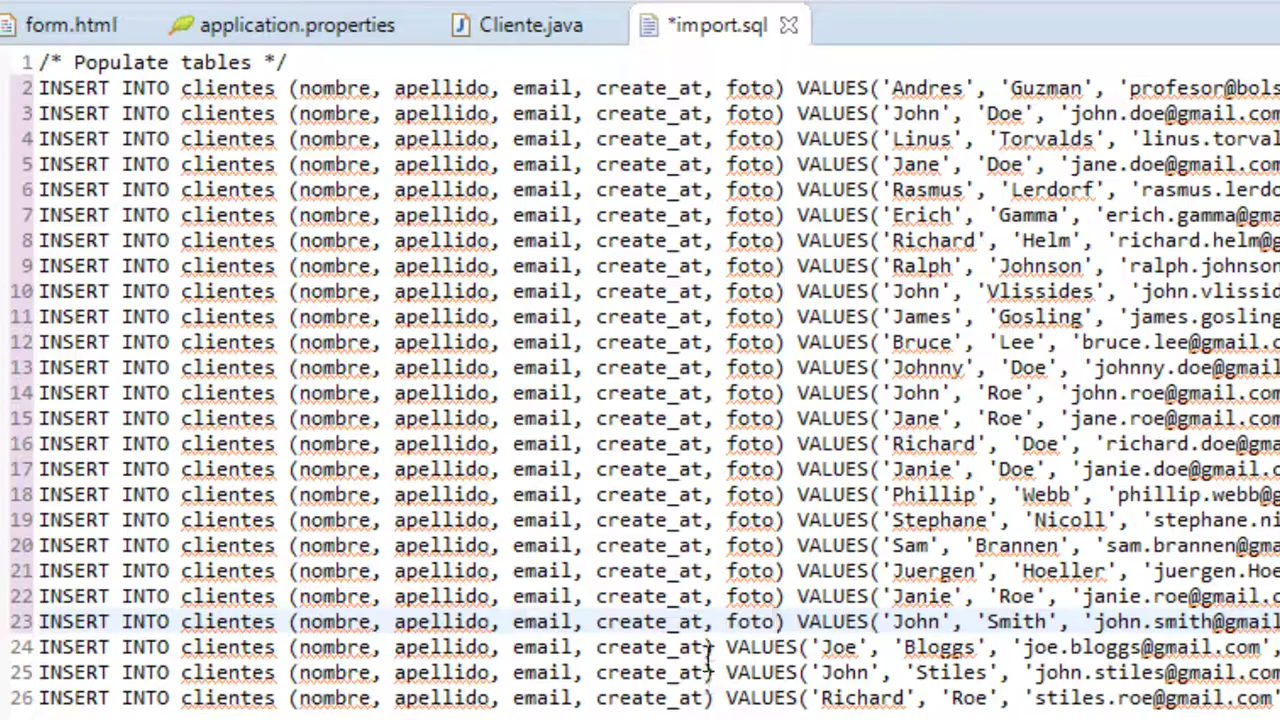 form.html application.properties Cliente.java *import.sql
1 /* Populate tables */
2 INSERT INTO clientes (nombre, apellido, email, create_at, foto) VALUES('Andres', 'Guzman', 'profesor@bols
3 INSERT INTO clientes (nombre, apellido, email, create_at, foto) VALUES('John', 'Doe', 'john.doe@gmail.com
4 INSERT INTO clientes (nombre, apellido, email, create_at, foto) VALUES('Linus', 'Torvalds', 'linus.torval
5 INSERT INTO clientes (nombre, apellido, email, create_at, foto) VALUES('Jane', 'Doe', 'jane.doe@gmail.com
6 INSERT INTO clientes (nombre, apellido, email, create_at, foto) VALUES('Rasmus', 'Lerdorf', 'rasmus.lerdo
7 INSERT INTO clientes (nombre, apellido, email, create_at, foto) VALUES('Erich', 'Gamma', 'erich.gamma@gma
8 INSERT INTO clientes (nombre, apellido, email, create_at, foto) VALUES('Richard', 'Helm', 'richard.helm@g
9 INSERT INTO clientes (nombre, apellido, email, create_at, foto) VALUES('Ralph', 'Johnson', 'ralph.johnson
10 INSERT INTO clientes (nombre, apellido, email, create_at, foto) VALUES('John', 'Vlissides', 'john.vlissid
11 INSERT INTO clientes (nombre, apellido, email, create_at, foto) VALUES('James', 'Gosling', 'james.gosling
12 INSERT INTO clientes (nombre, apellido, email, create_at, foto) VALUES('Bruce', 'Lee', 'bruce.lee@gmail.c
13 INSERT INTO clientes (nombre, apellido, email, create_at, foto) VALUES('Johnny', 'Doe', 'johnny.doe@gmail
14 INSERT INTO clientes (nombre, apellido, email, create_at, foto) VALUES('John', 'Roe', 'john.roe@gmail.com
15 INSERT INTO clientes (nombre, apellido, email, create_at, foto) VALUES('Jane', 'Roe', 'jane.roe@gmail.com
16 INSERT INTO clientes (nombre, apellido, email, create_at, foto) VALUES('Richard', 'Doe', 'richard.doe@gma
17 INSERT INTO clientes (nombre, apellido, email, create_at, foto) VALUES('Janie', 'Doe', 'janie.doe@gmail.c
18 INSERT INTO clientes (nombre, apellido, email, create_at, foto) VALUES('Phillip', 'Webb', 'phillip.webb@g
19 INSERT INTO clientes (nombre, apellido, email, create_at, foto) VALUES('Stephane', 'Nicoll', 'stephane.ni
20 INSERT INTO clientes (nombre, apellido, email, create_at, foto) VALUES('Sam', 'Brannen', 'sam.brannen@gma
21 INSERT INTO clientes (nombre, apellido, email, create_at, foto) VALUES('Juergen', 'Hoeller', 'juergen.Hoe
22 INSERT INTO clientes (nombre, apellido, email, create_at, foto) VALUES('Janie', 'Roe', 'janie.roe@gmail.c
23 INSERT INTO clientes (nombre, apellido, email, create_at, foto) VALUES('John', 'Smith', 'john.smith@gmail
24 INSERT INTO clientes (nombre, apellido, email, create_at) VALUES('Joe', 'Bloggs', 'joe.bloggs@gmail.com',
25 INSERT INTO clientes (nombre, apellido, email, create_at) VALUES('John', 'Stiles', 'john.stiles@gmail.com
26 INSERT INTO clientes (nombre, apellido, email, create_at) VALUES('Richard', 'Roe', 'stiles.roe@gmail.com'